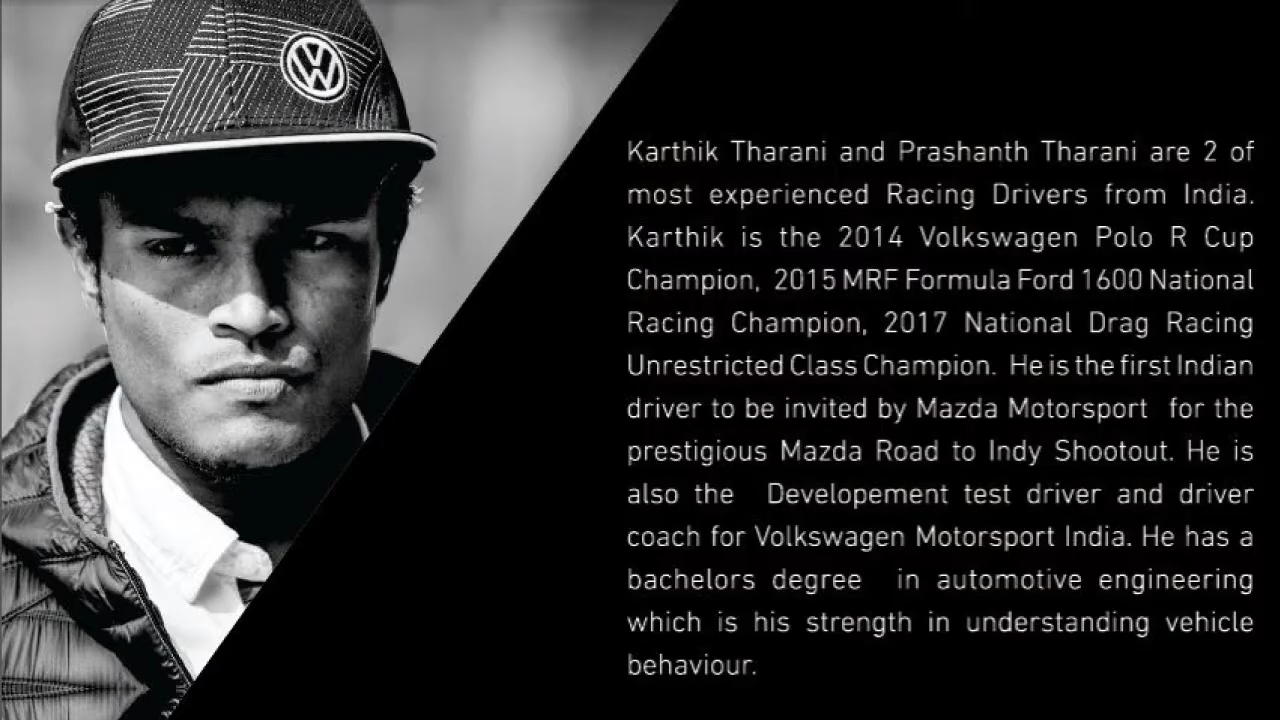 Karthik Tharani and Prashanth Tharani are 2 of
most experienced Racing Drivers from India.
Karthik is the 2014 Volkswagen Polo R Cup
Champion, 2015 MRF Formula Ford 1600 National
Racing Champion, 2017 National Drag Racing
Unrestricted Class Champion. He is the first Indian
driver to be invited by Mazda Motorsport for the
prestigious Mazda Road to Indy Shootout. He is
also the Developement test driver and driver
coach for Volkswagen Motorsport India. He has a
bachelors degree in automotive engineering
which is his strength in understanding vehicle
behaviour.